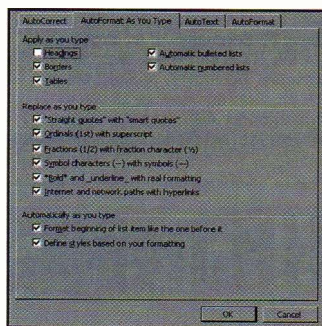 AutoCorrect AutoFormat As You Type AutoText AutoFormat
Apply as you type
Headings Automatic bulleted lists
Borders Automatic numbered lists
Tables
Replace as you type
"Straight quotes" with "smart quotes"
Ordinals (1st) with superscript
Fractions (1/2) with fraction character (½)
Symbol characters (--) with symbols (—)
*Bold* and _underline_ with real formatting
Internet and network paths with hyperlinks
Automatically as you type
Format beginning of list item like the one before it
Define styles based on your formatting
OK Cancel